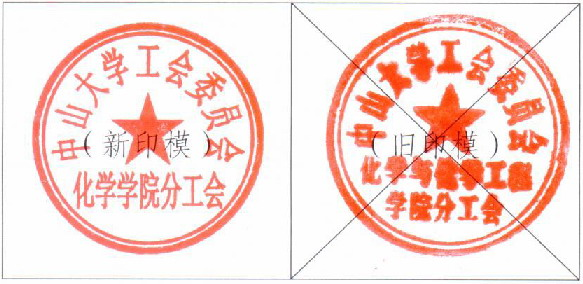 中山大学工会委员会
（新印模）
化学学院分工会
中山大学工会委员会
（旧印模）
化学与化学工程
学院分工会